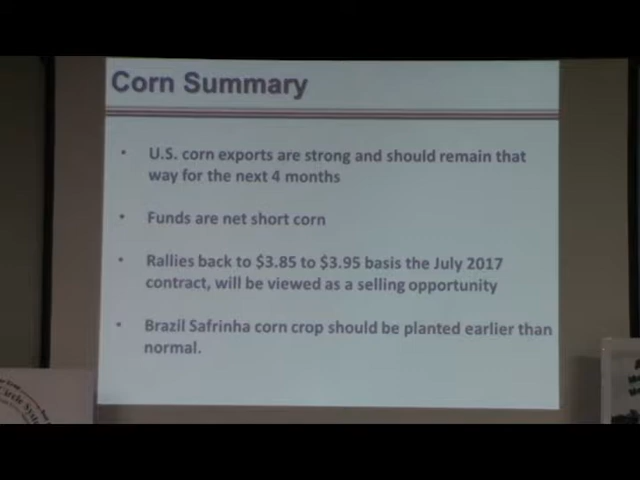 Corn Summary
• U.S. corn exports are strong and should remain that
way for the next 4 months
• Funds are net short corn
• Rallies back to $3.85 to $3.95 basis the July 2017
contract, will be viewed as a selling opportunity
• Brazil Safrinha corn crop should be planted earlier than
normal.